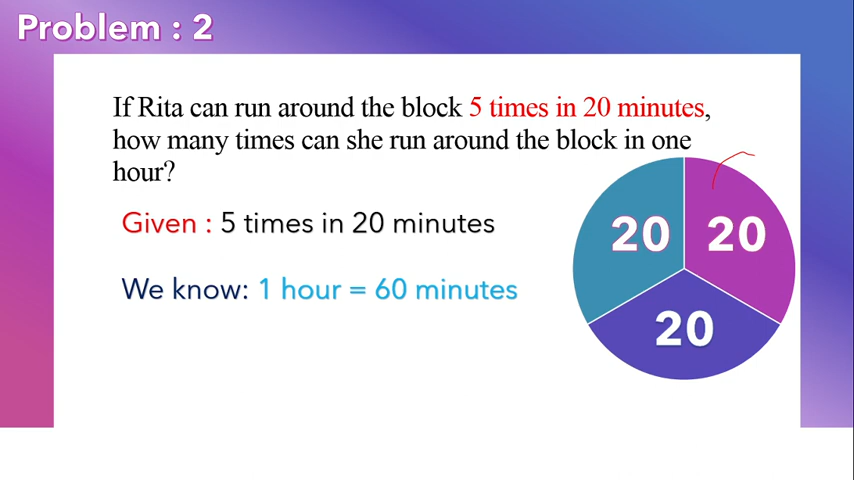 Problem : 2
If Rita can run around the block 5 times in 20 minutes,
how many times can she run around the block in one
hour?
Given : 5 times in 20 minutes
We know: 1 hour = 60 minutes
20 20
20